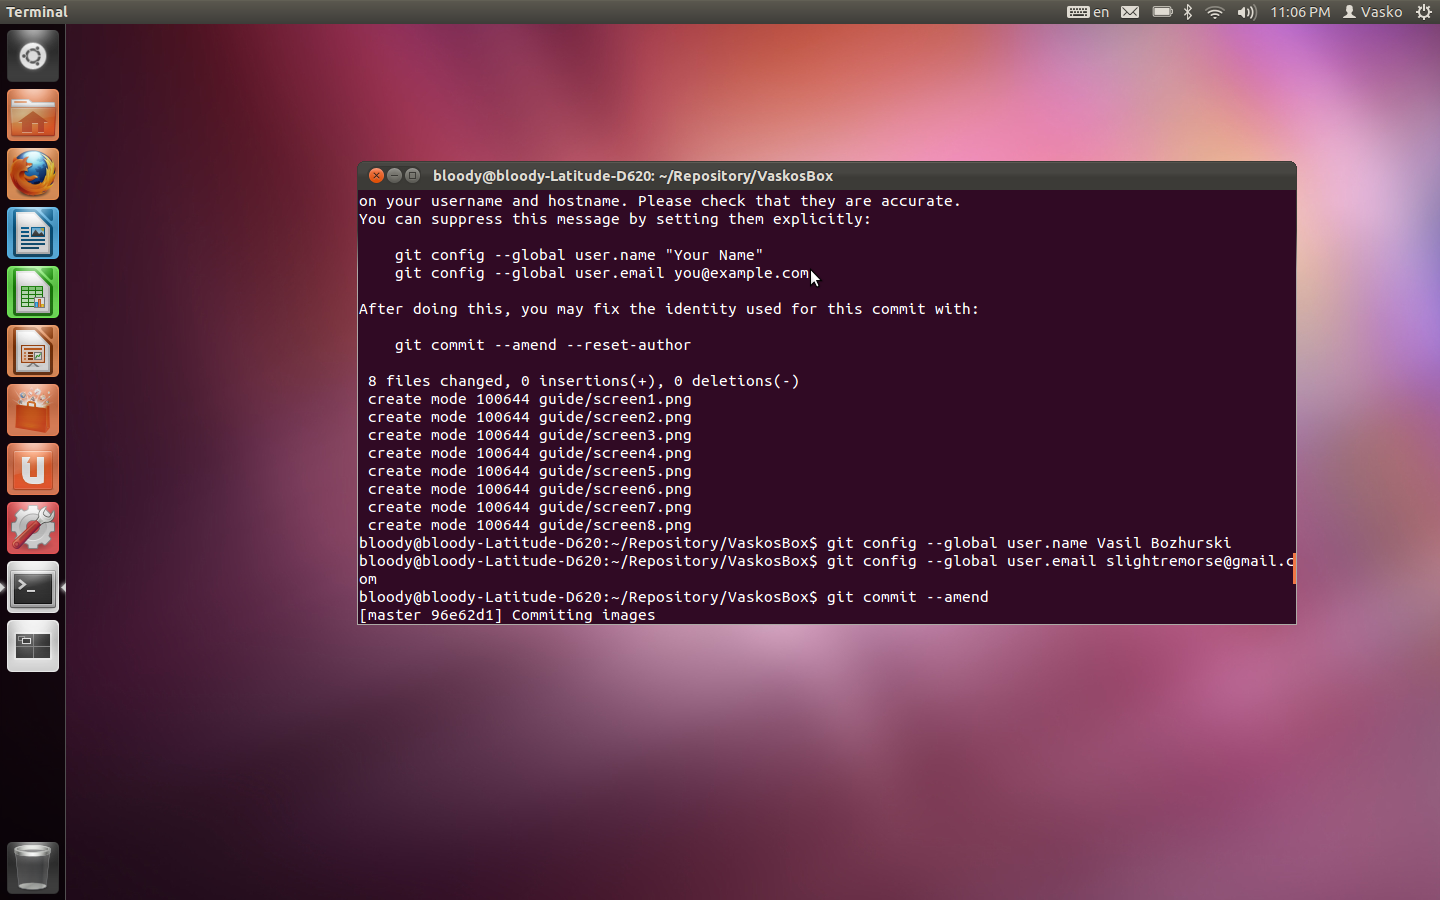 Terminal
en
11:06 PM
Vasko
bloody@bloody-Latitude-D620: ~/Repository/VaskosBox
on your username and hostname. Please check that they are accurate.
You can suppress this message by setting them explicitly:
git config --global user.name "Your Name"
git config --global user.email you@example.com
After doing this, you may fix the identity used for this commit with:
git commit --amend --reset-author
8 files changed, 0 insertions(+), 0 deletions(-)
create mode 100644 guide/screen1.png
create mode 100644 guide/screen2.png
create mode 100644 guide/screen3.png
create mode 100644 guide/screen4.png
create mode 100644 guide/screen5.png
create mode 100644 guide/screen6.png
create mode 100644 guide/screen7.png
create mode 100644 guide/screen8.png
bloody@bloody-Latitude-D620:~/Repository/VaskosBox$ git config --global user.name Vasil Bozhurski
bloody@bloody-Latitude-D620:~/Repository/VaskosBox$ git config --global user.email slightremorse@gmail.c
om
bloody@bloody-Latitude-D620:~/Repository/VaskosBox$ git commit --amend
[master 96e62d1] Commiting images